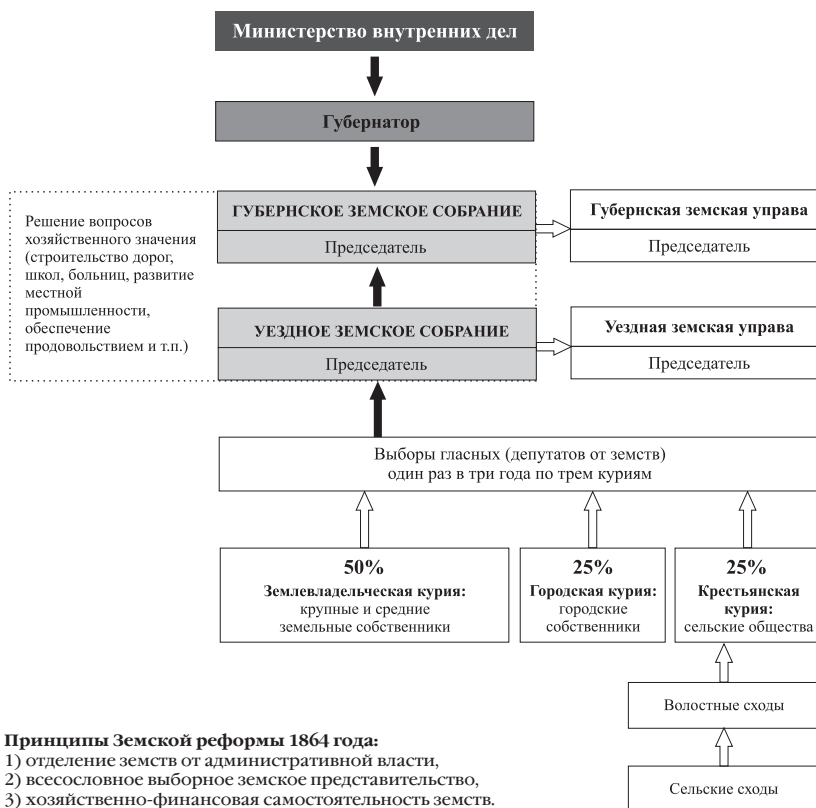 Министерство внутренних дел
Губернатор
Решение вопросов
хозяйственного значения
(строительство дорог,
школ, больниц, развитие
местной
промышленности,
обеспечение
продовольствием и т.п.)
ГУБЕРНСКОЕ ЗЕМСКОЕ СОБРАНИЕ
Председатель
Губернская земская управа
Председатель
УЕЗДНОЕ ЗЕМСКОЕ СОБРАНИЕ
Председатель
Уездная земская управа
Председатель
Выборы гласных (депутатов от земств)
один раз в три года по трем куриям
50%
Землевладельческая курия:
крупные и средние
земельные собственники
25%
Городская курия:
городские
собственники
25%
Крестьянская
курия:
сельские общества
Волостные сходы
Сельские сходы
Принципы Земской реформы 1864 года:
1) отделение земств от административной власти,
2) всесословное выборное земское представительство,
3) хозяйственно-финансовая самостоятельность земств.